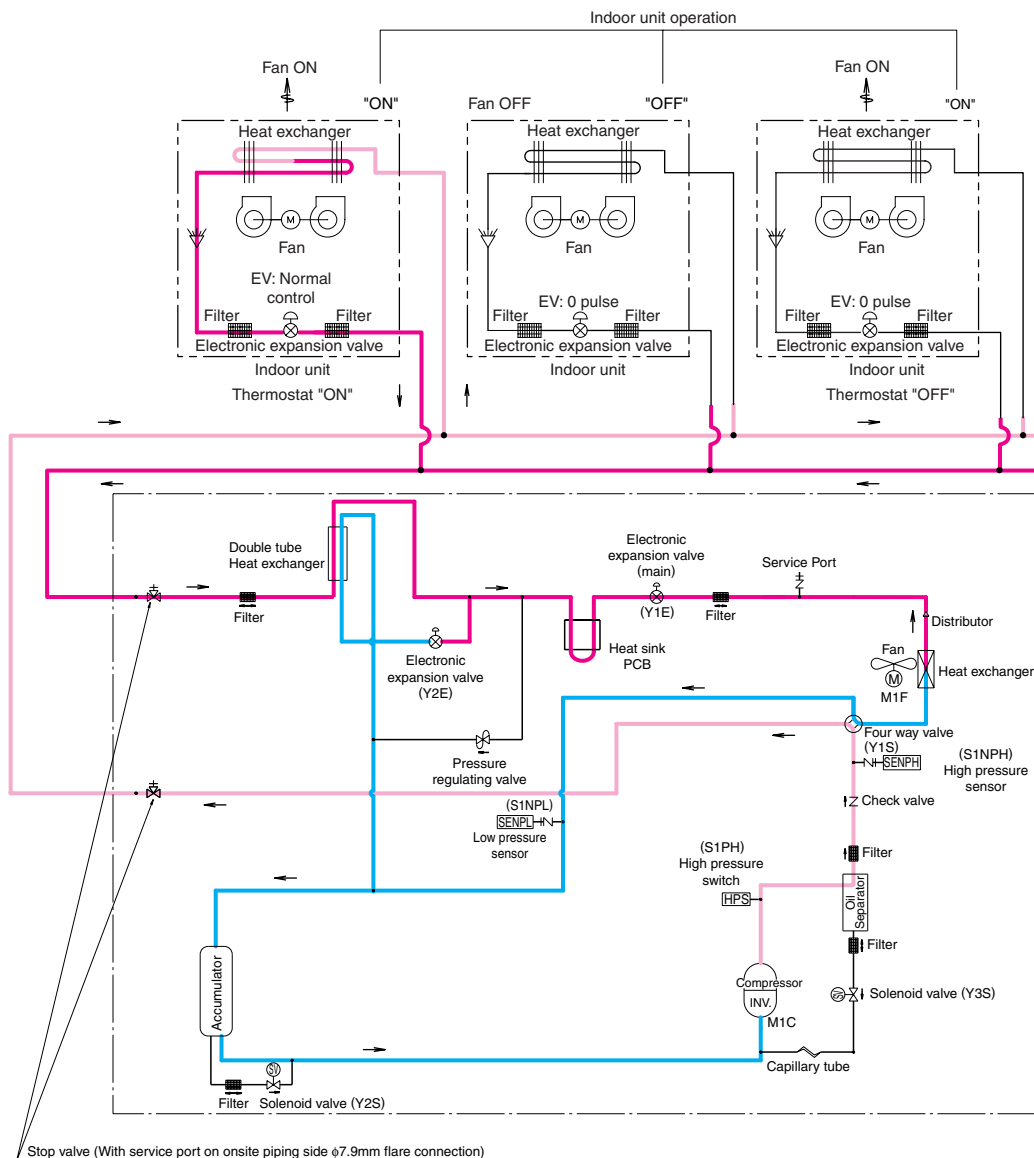 Indoor unit operation
Fan ON
"ON"
Fan OFF
"OFF"
Fan ON
"ON"
Heat exchanger
Heat exchanger
Heat exchanger
M
M
M
Fan
Fan
Fan
EV: Normal
control
EV: 0 pulse
EV: 0 pulse
Filter
Filter
Filter
Filter
Filter
Filter
Electronic expansion valve
Electronic expansion valve
Electronic expansion valve
Indoor unit
Indoor unit
Indoor unit
Thermostat "ON"
Thermostat "OFF"
Double tube
Heat exchanger
Electronic
expansion valve
(main)
Service Port
(Y1E)
Filter
Filter
Distributor
Heat sink
PCB
Fan
Heat exchanger
M
M1F
Electronic
expansion valve
(Y2E)
Four way valve
(Y1S)
(S1NPH)
High pressure
sensor
SENPH
Pressure
regulating valve
Check valve
(S1NPL)
SENPL
Low pressure
sensor
(S1PH)
High pressure
switch
HPS
Filter
Oil
Separator
Filter
Accumulator
Compressor
INV.
M1C
SV
Solenoid valve (Y3S)
Capillary tube
SV
Filter
Solenoid valve (Y2S)
Stop valve (With service port on onsite piping side ϕ7.9mm flare connection)